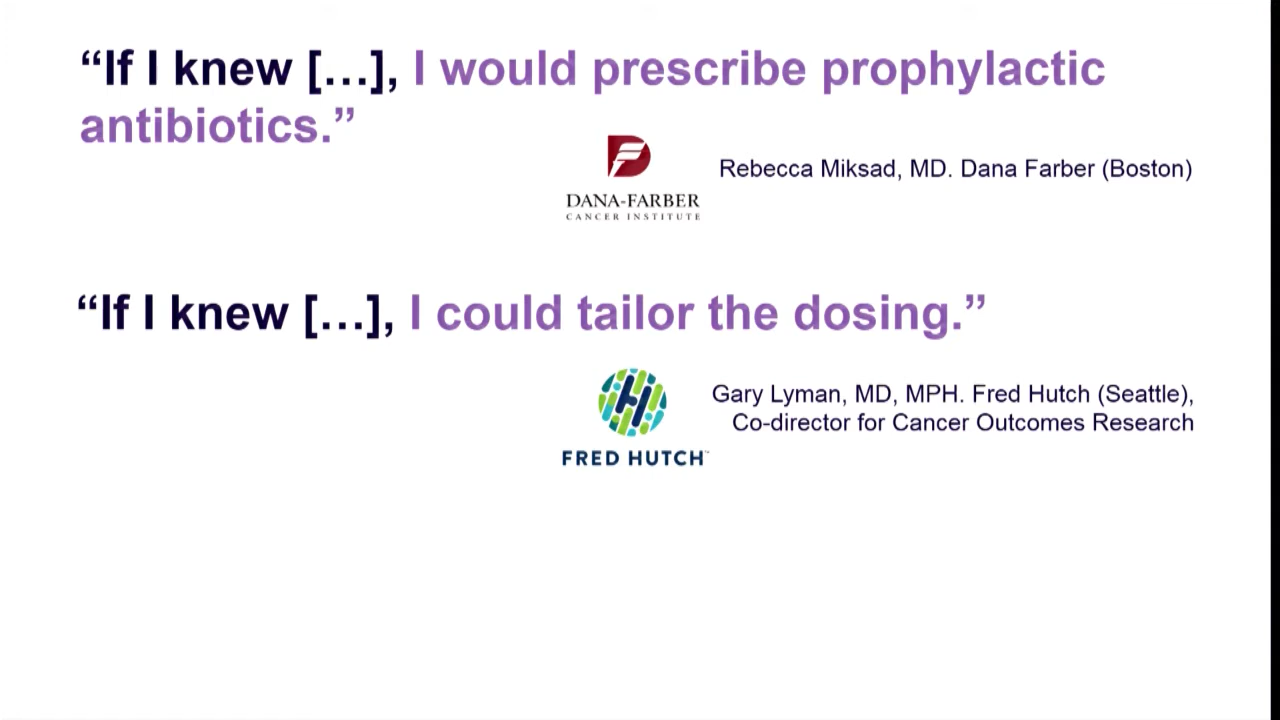 “If I knew […], I would prescribe prophylactic
antibiotics.”
DANA-FARBER
CANCER INSTITUTE
Rebecca Miksad, MD. Dana Farber (Boston)
“If I knew […], I could tailor the dosing.”
FRED HUTCH™
Gary Lyman, MD, MPH. Fred Hutch (Seattle),
Co-director for Cancer Outcomes Research